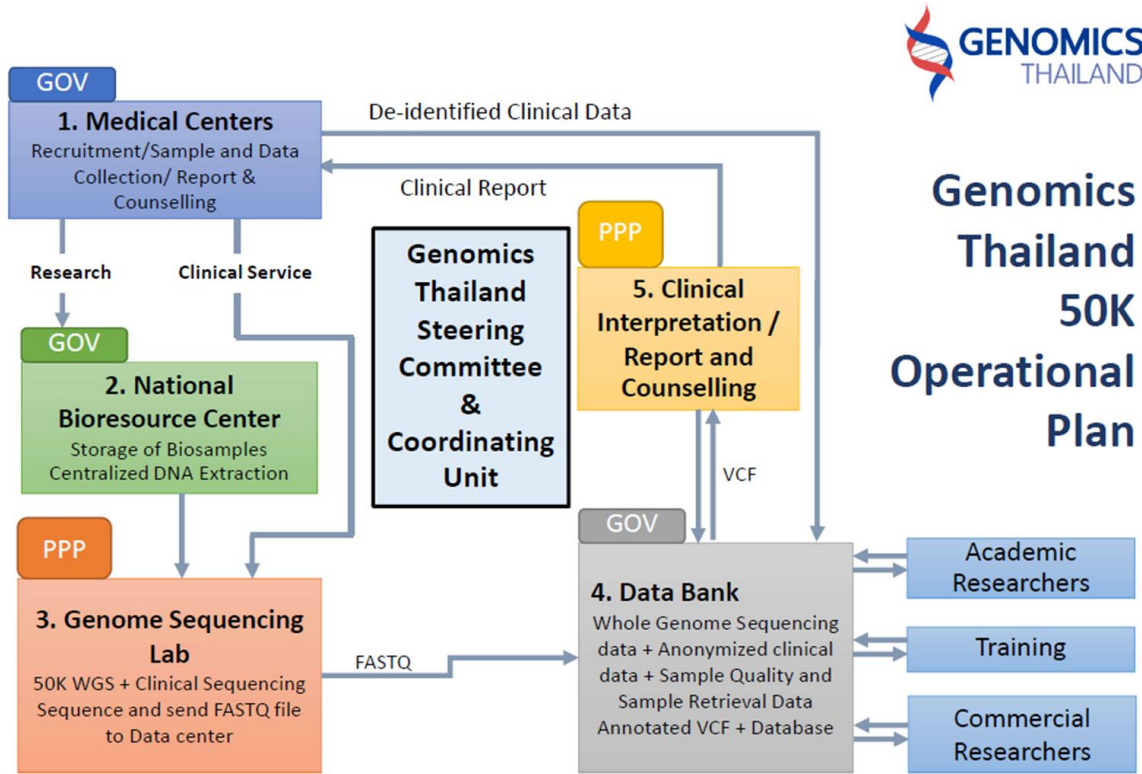 GENOMICS
THAILAND
Genomics
Thailand
50K
Operational
Plan
GOV
1. Medical Centers
Recruitment/Sample and Data
Collection/ Report &
Counselling
De-identified Clinical Data
Clinical Report
Research
Clinical Service
GOV
2. National
Bioresource Center
Storage of Biosamples
Centralized DNA Extraction
PPP
3. Genome Sequencing
Lab
50K WGS + Clinical Sequencing
Sequence and send FASTQ file
to Data center
FASTQ
Genomics
Thailand
Steering
Committee
&
Coordinating
Unit
PPP
5. Clinical
Interpretation /
Report and
Counselling
VCF
GOV
4. Data Bank
Whole Genome Sequencing
data + Anonymized clinical
data + Sample Quality and
Sample Retrieval Data
Annotated VCF + Database
Academic
Researchers
Training
Commercial
Researchers